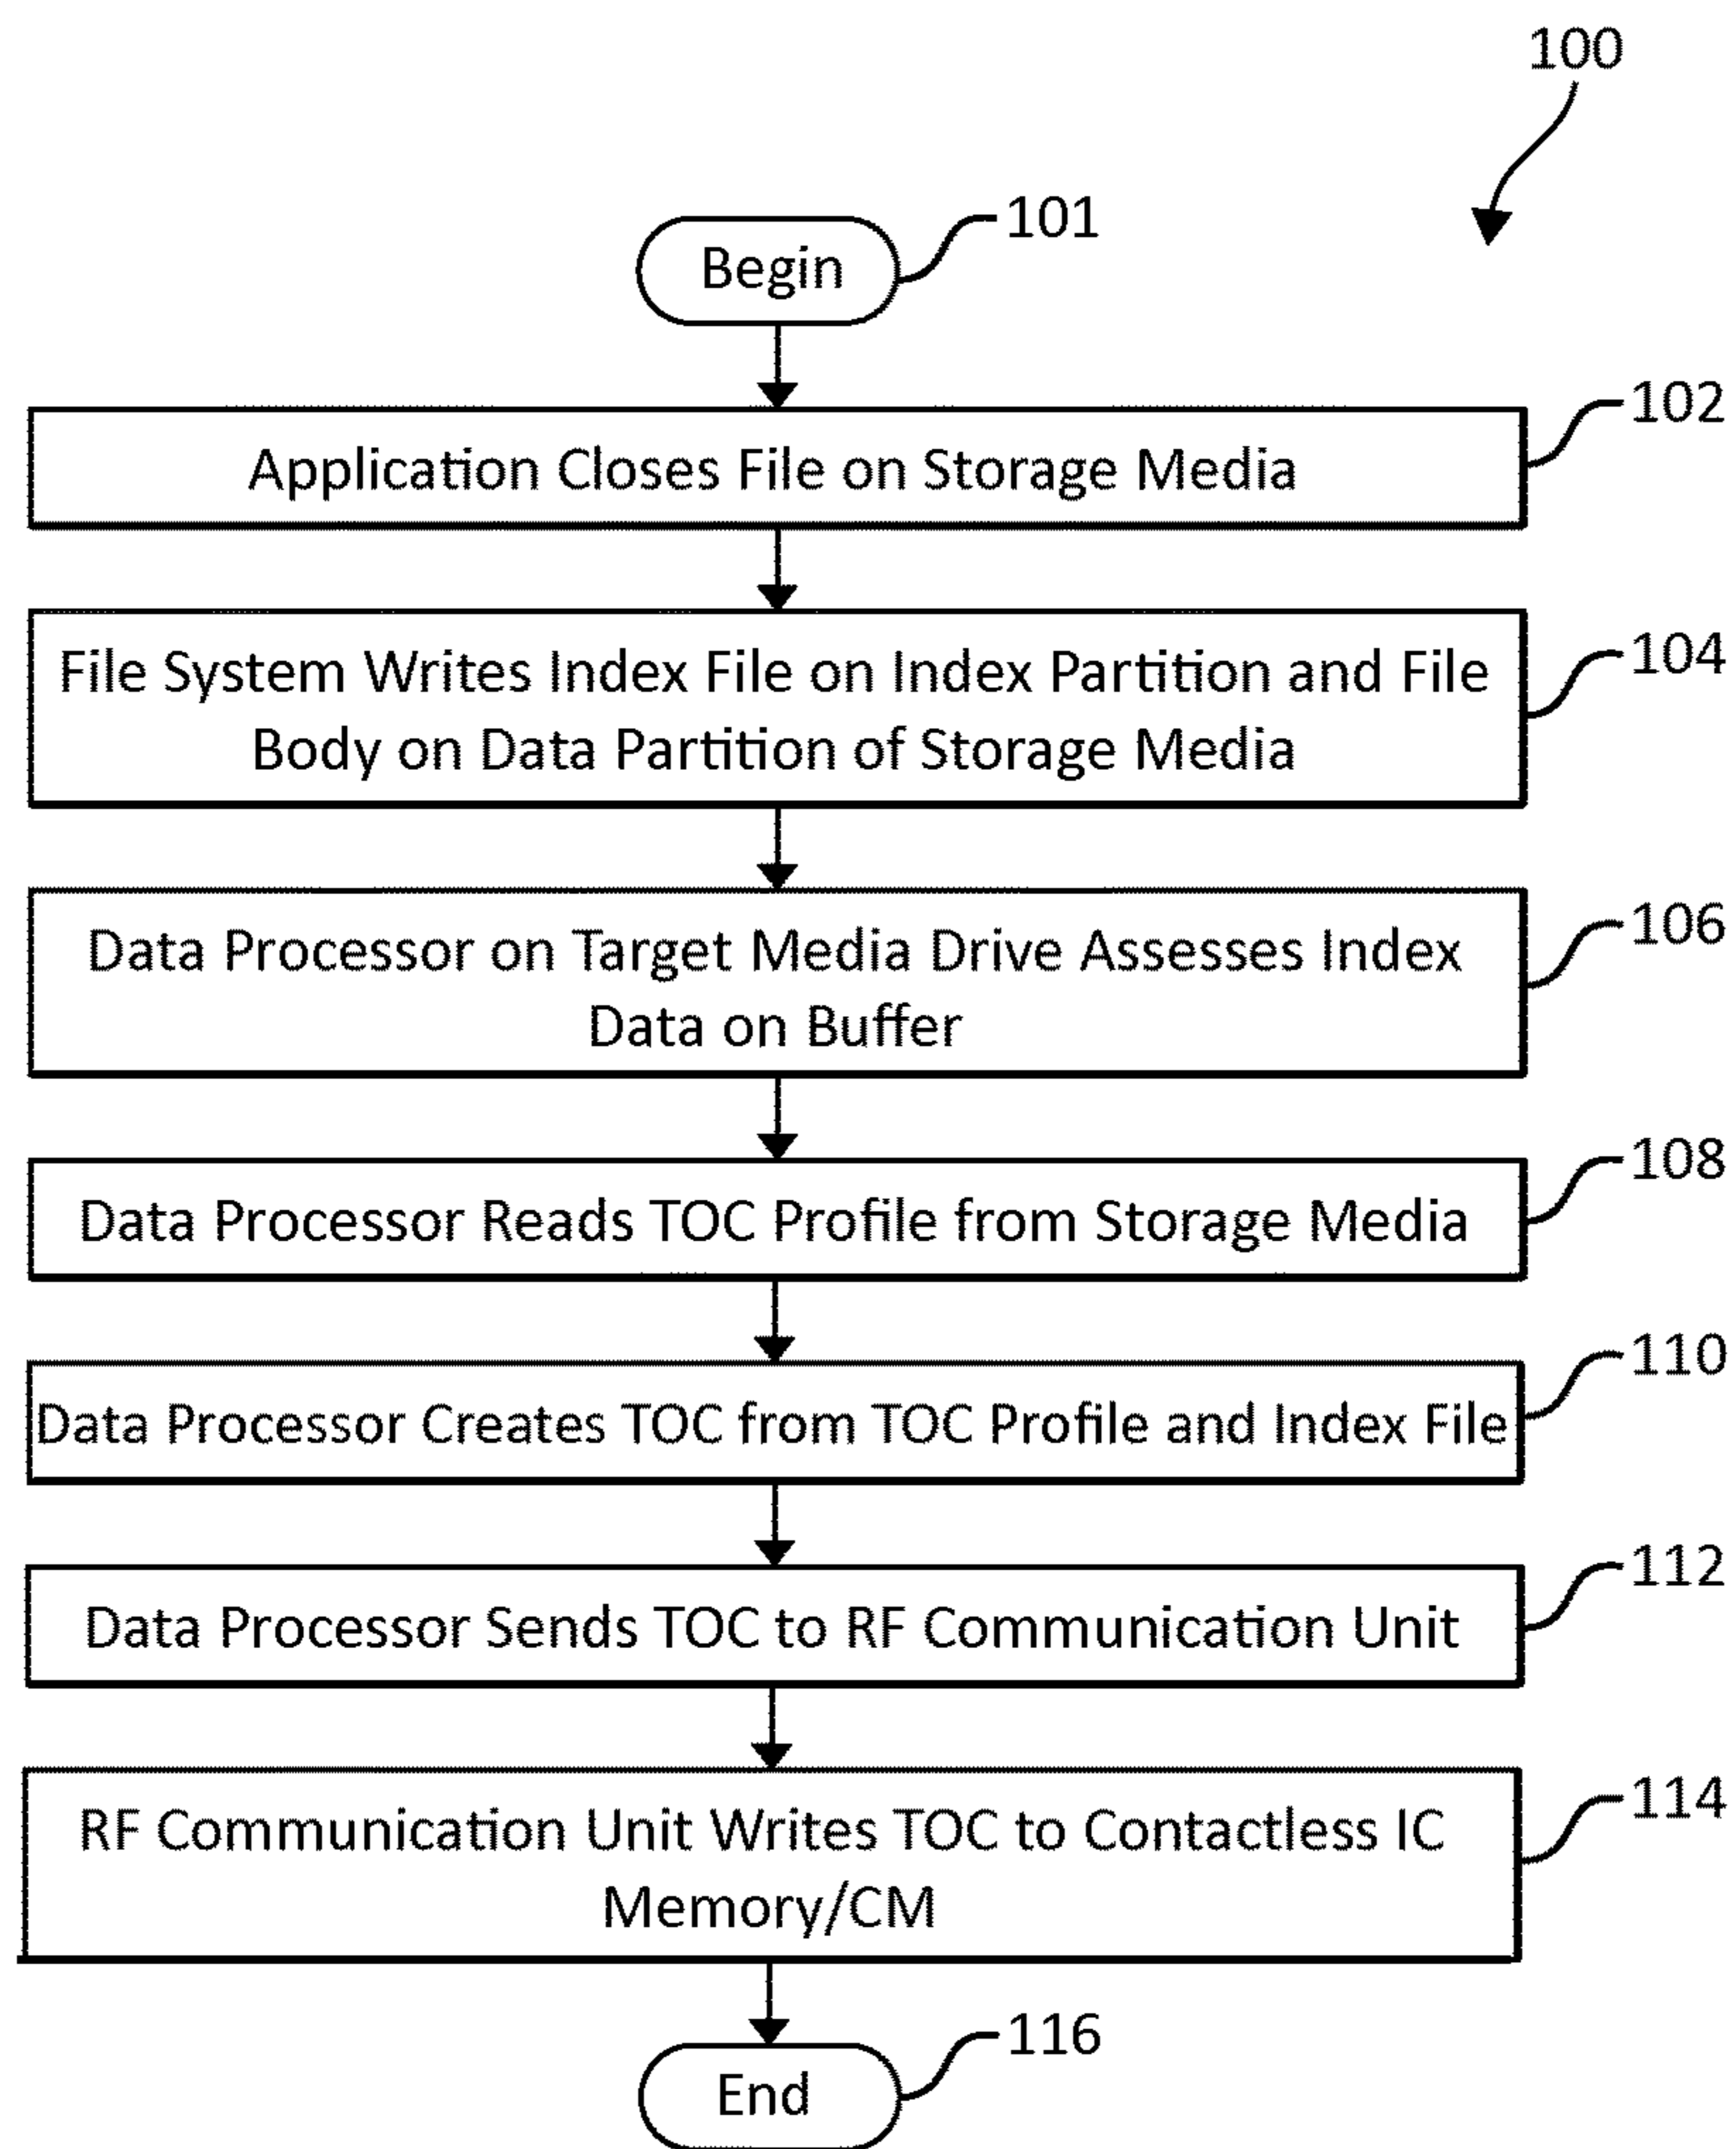 100
Begin
101
Application Closes File on Storage Media
102
File System Writes Index File on Index Partition and File
Body on Data Partition of Storage Media
104
Data Processor on Target Media Drive Assesses Index
Data on Buffer
106
Data Processor Reads TOC Profile from Storage Media
108
Data Processor Creates TOC from TOC Profile and Index File
110
Data Processor Sends TOC to RF Communication Unit
112
RF Communication Unit Writes TOC to Contactless IC
Memory/CM
114
End
116